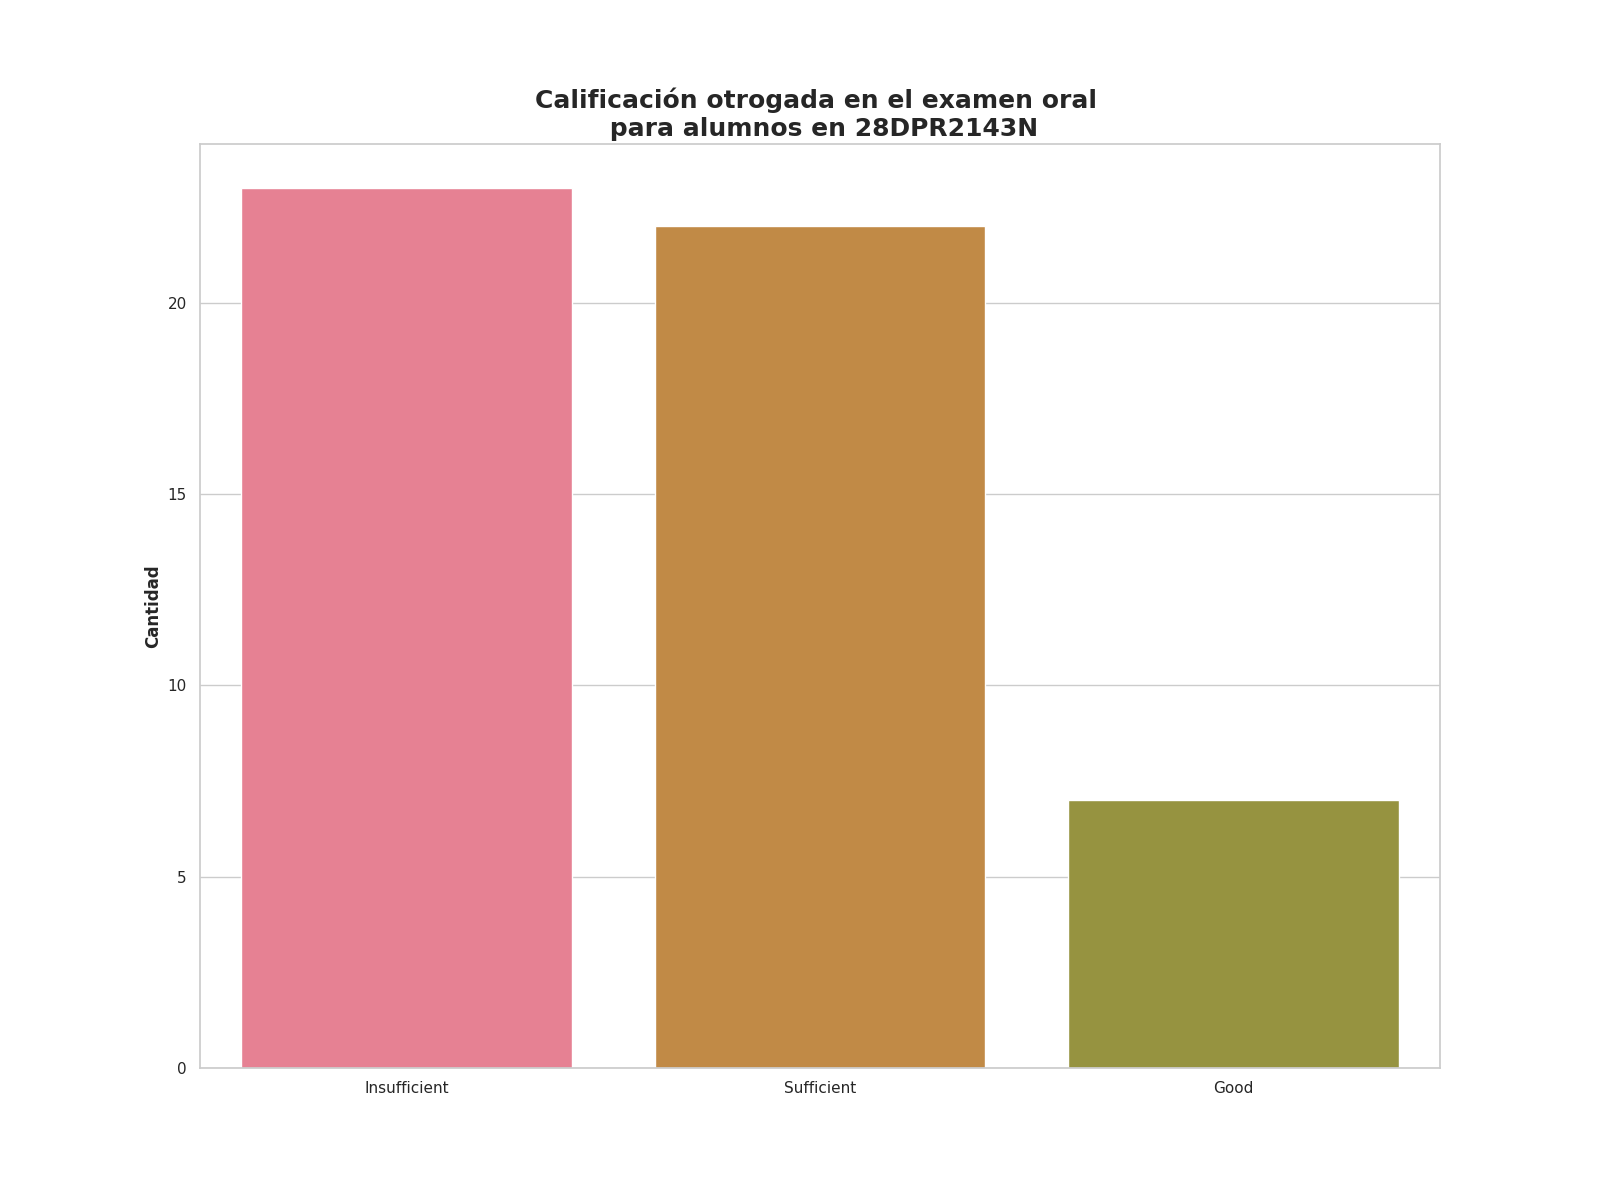 Calificación otrogada en el examen oral
para alumnos en 28DPR2143N
20
15
10
5
0
Cantidad
Insufficient
Sufficient
Good